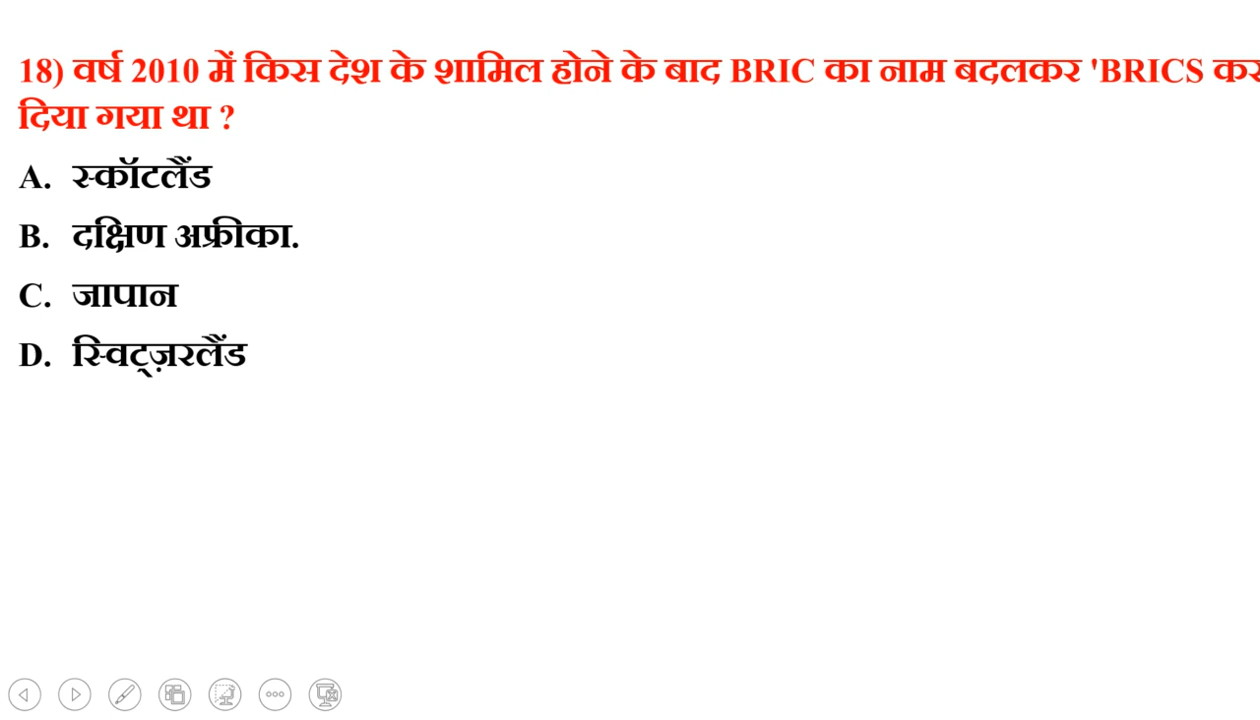 18) वर्ष 2010 में किस देश के शामिल होने के बाद BRIC का नाम बदलकर 'BRICS कर
दिया गया था ?
A. स्कॉटलैंड
B. दक्षिण अफ्रीका.
C. जापान
D. स्विट्ज़रलैंड